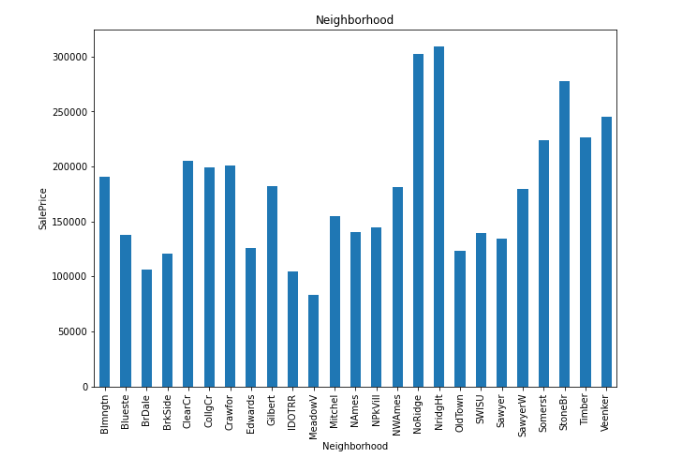 Neighborhood
300000
250000
200000
150000
100000
50000
0
SalePrice
Blmngtn
Blueste
BrDale
BrkSide
ClearCr
CollgCr
Crawfor
Edwards
Gilbert
IDOTRR
MeadowV
Mitchel
NAmes
NPkVill
NWAmes
NoRidge
NridgHt
OldTown
SWISU
Sawyer
SawyerW
Somerst
StoneBr
Timber
Veenker
Neighborhood